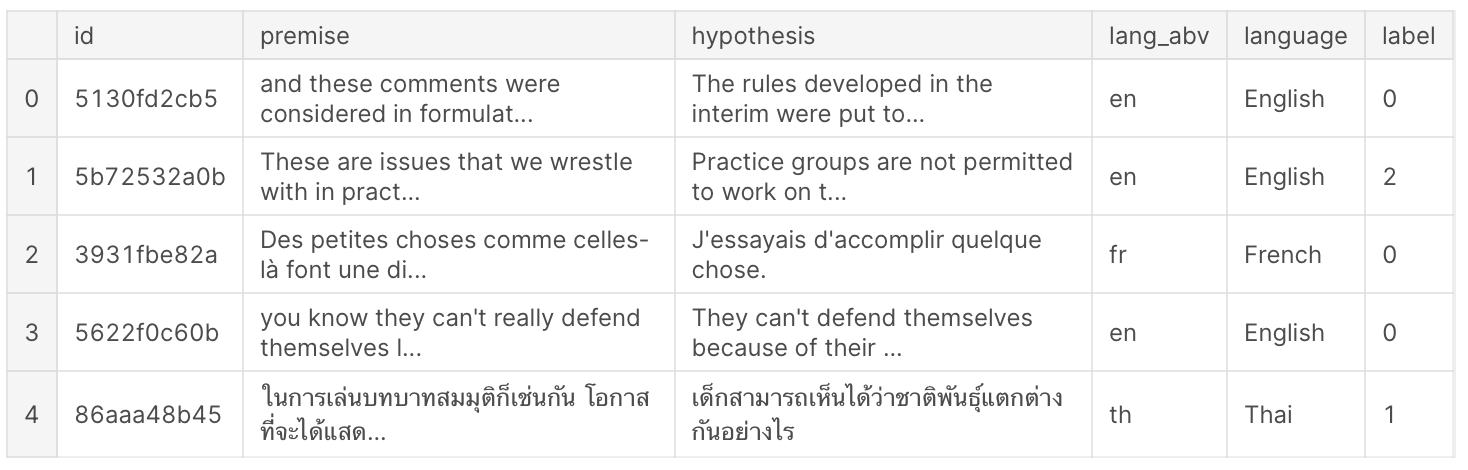 id premise hypothesis lang_abv language label
0 5130fd2cb5 and these comments were considered in formulat... The rules developed in the interim were put to... en English 0
1 5b72532a0b These are issues that we wrestle with in pract... Practice groups are not permitted to work on t... en English 2
2 3931fbe82a Des petites choses comme celles-là font une di... J'essayais d'accomplir quelque chose. fr French 0
3 5622f0c60b you know they can't really defend themselves l... They can't defend themselves because of their ... en English 0
4 86aaa48b45 ในการเล่นบทบาทสมมุติก็เช่นกัน โอกาสที่จะได้แสด... เด็กสามารถเห็นได้ว่าชาติพันธุ์แตกต่างกันอย่างไร th Thai 1